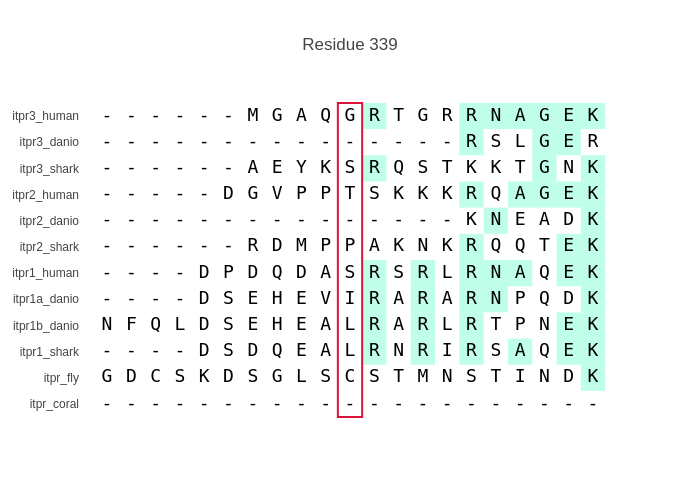 Residue 339
itpr3_human - - - - - - M G A Q G R T G R R N A G E K
itpr3_danio - - - - - - - - - - - - - - - R S L G E R
itpr3_shark - - - - - - A E Y K S R Q S T K K T G N K
itpr2_human - - - - - D G V P P T S K K K R Q A G E K
itpr2_danio - - - - - - - - - - - - - - - K N E A D K
itpr2_shark - - - - - - R D M P P A K N K R Q Q T E K
itpr1_human - - - - D P D Q D A S R S R L R N A Q E K
itpr1a_danio - - - - D S E H E V I R A R A R N P Q D K
itpr1b_danio N F Q L D S E H E A L R A R L R T P N E K
itpr1_shark - - - - D S D Q E A L R N R I R S A Q E K
itpr_fly G D C S K D S G L S C S T M N S T I N D K
itpr_coral - - - - - - - - - - - - - - - - - - - - -